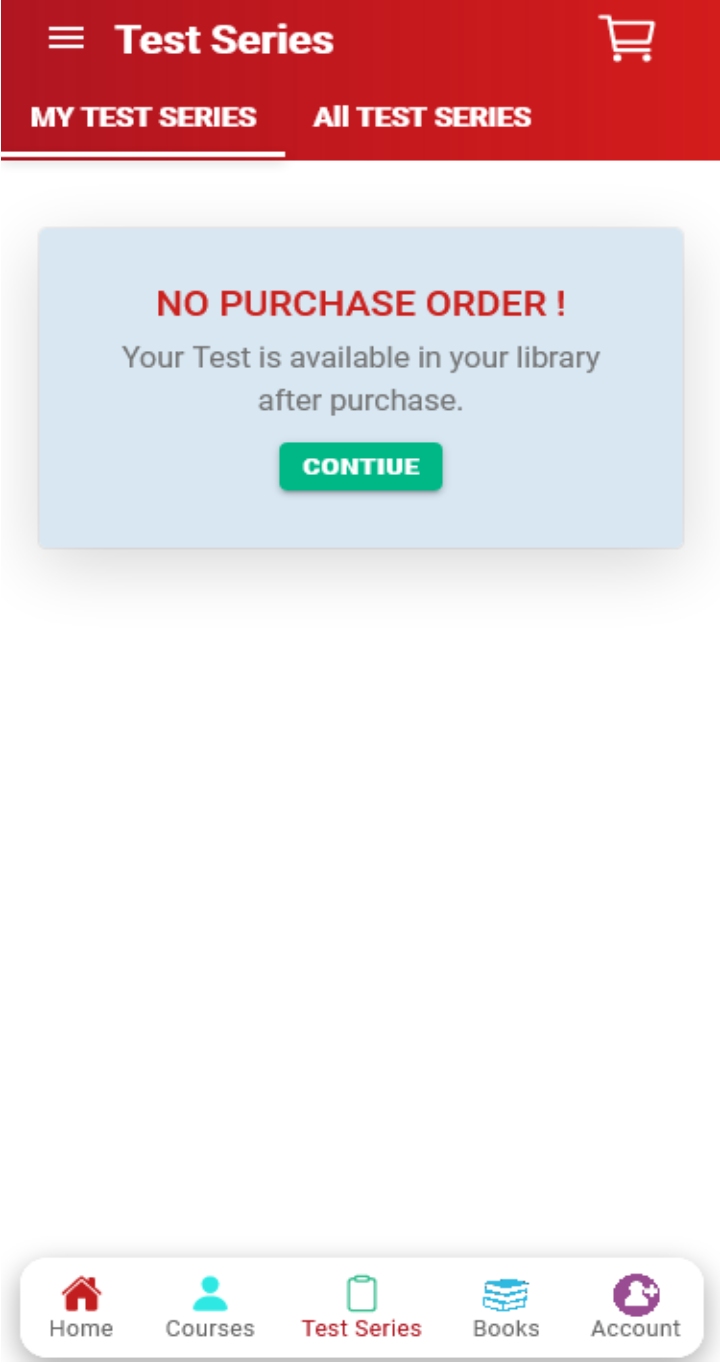 Test Series
MY TEST SERIES All TEST SERIES
NO PURCHASE ORDER !
Your Test is available in your library
after purchase.
CONTIUE
Home Courses Test Series Books Account